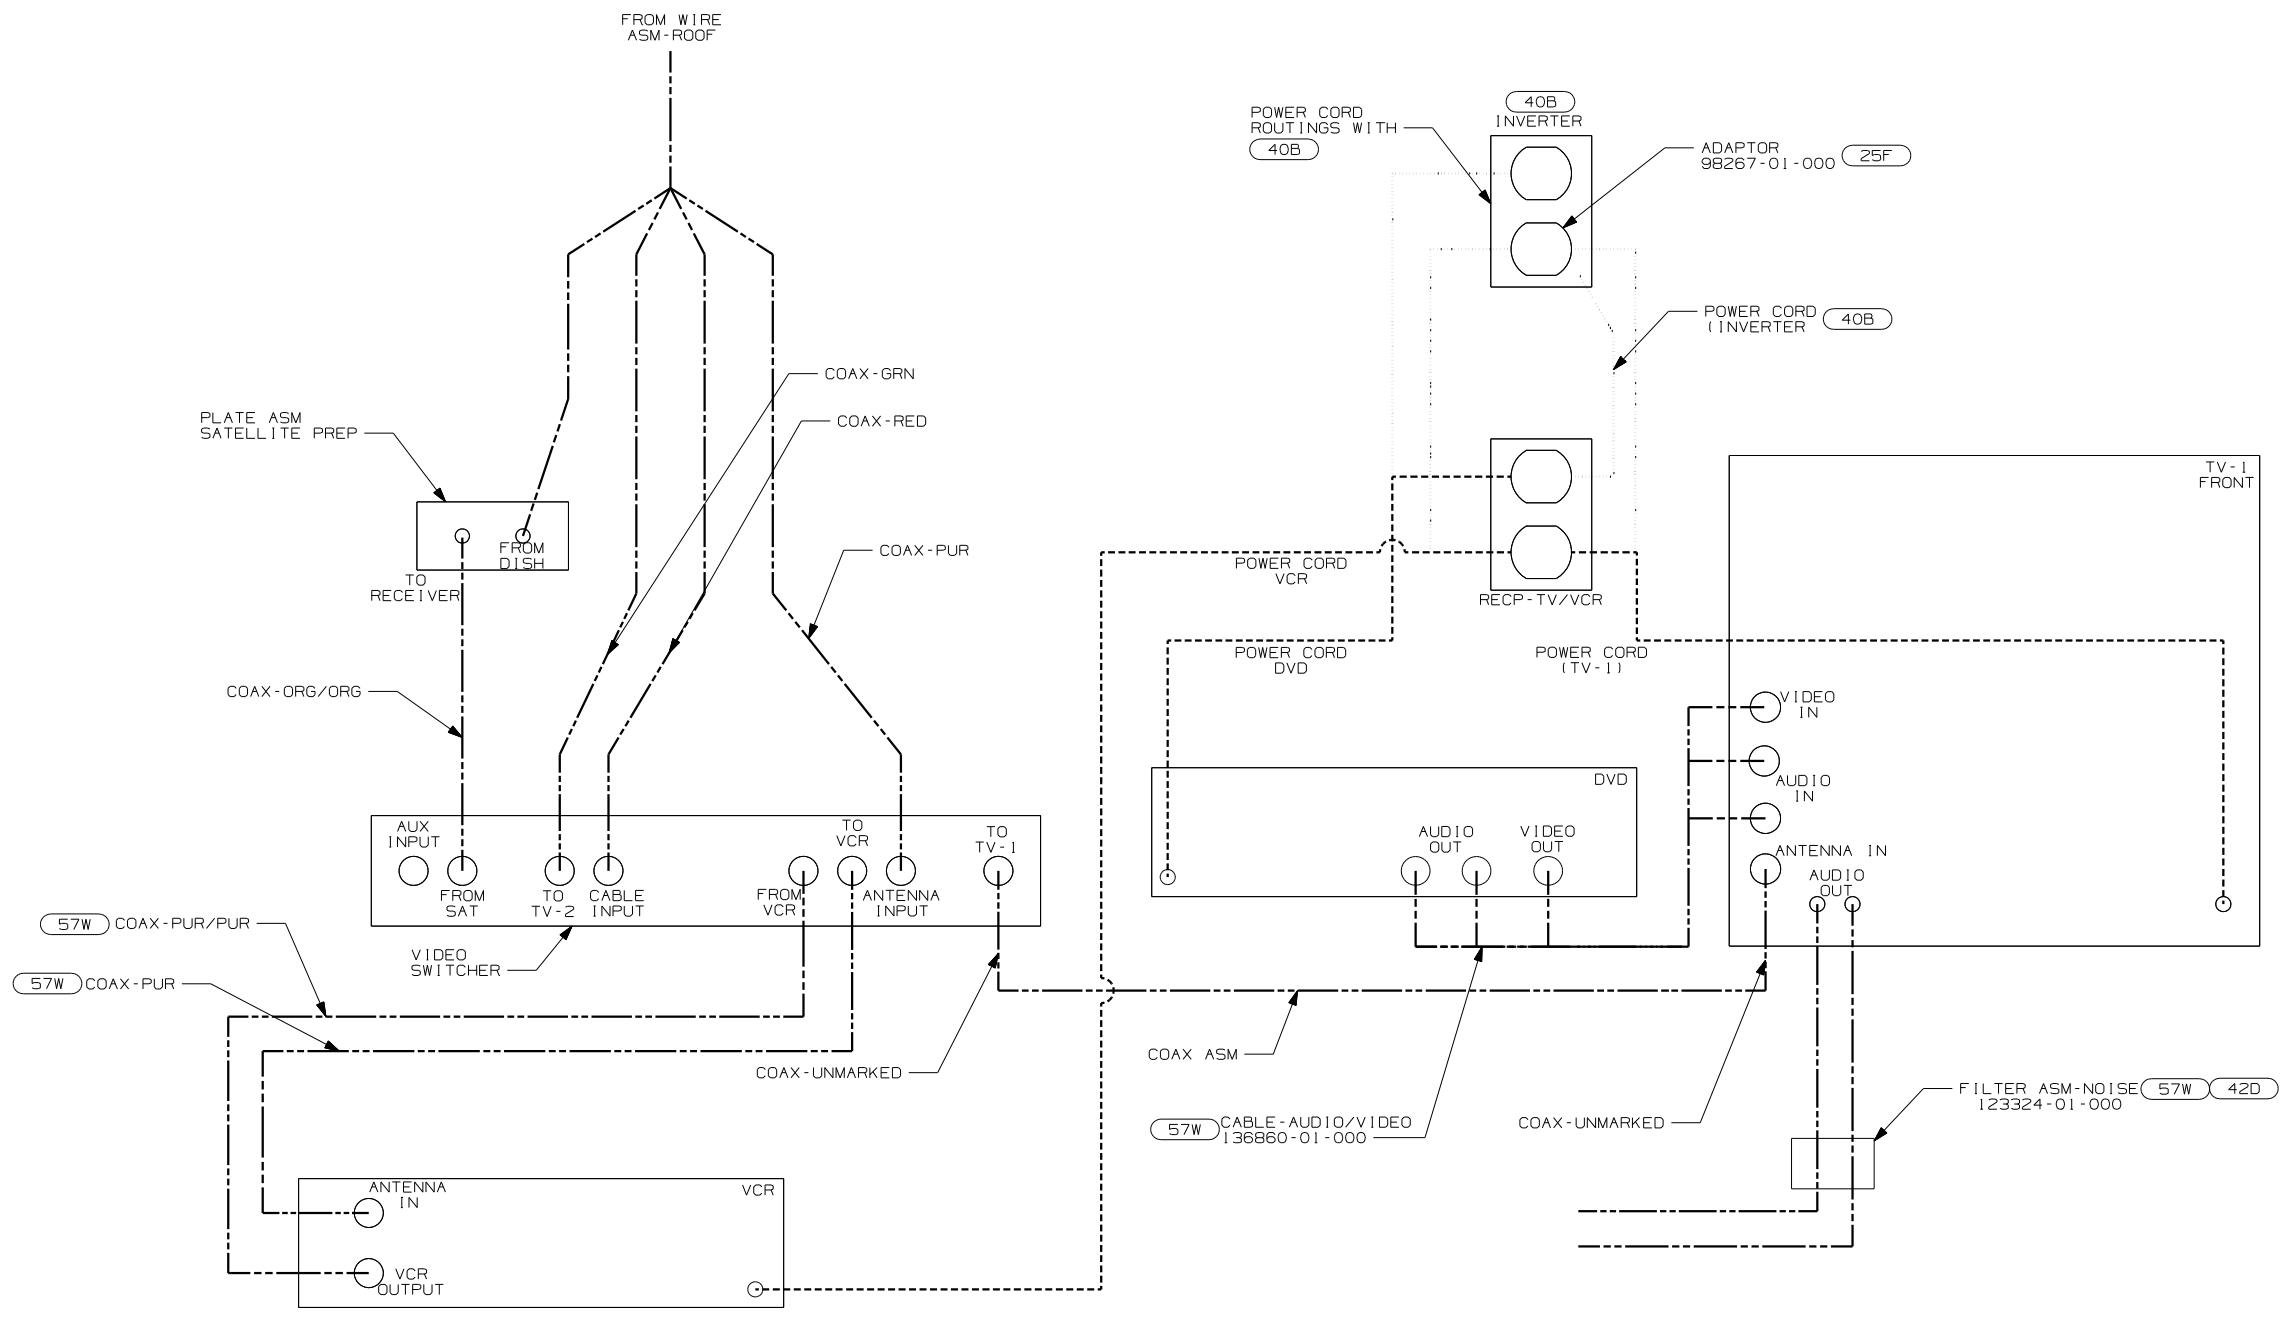 FROM WIRE
ASM-ROOF
40B
INVERTER
POWER CORD
ROUTINGS WITH
40B
ADAPTOR
98267-01-000 25F
POWER CORD
(INVERTER 40B
COAX-GRN
COAX-RED
PLATE ASM
SATELLITE PREP
TV-1
FRONT
FROM
DISH
TO
RECEIVER
COAX-PUR
POWER CORD
VCR
RECP-TV/VCR
POWER CORD
DVD
POWER CORD
(TV-1)
COAX-ORG/ORG
VIDEO
IN
AUDIO
IN
DVD
AUDIO
OUT
VIDEO
OUT
ANTENNA IN
AUDIO
OUT
AUX
INPUT
TO
VCR
TO
TV-1
FROM
SAT
TO
TV-2
CABLE
INPUT
FROM
VCR
ANTENNA
INPUT
57W COAX-PUR/PUR
VIDEO
SWITCHER
57W COAX-PUR
COAX-UNMARKED
COAX ASM
57W CABLE-AUDIO/VIDEO
136860-01-000
COAX-UNMARKED
FILTER ASM-NOISE 57W 42D
123324-01-000
ANTENNA
IN
VCR
VCR
OUTPUT